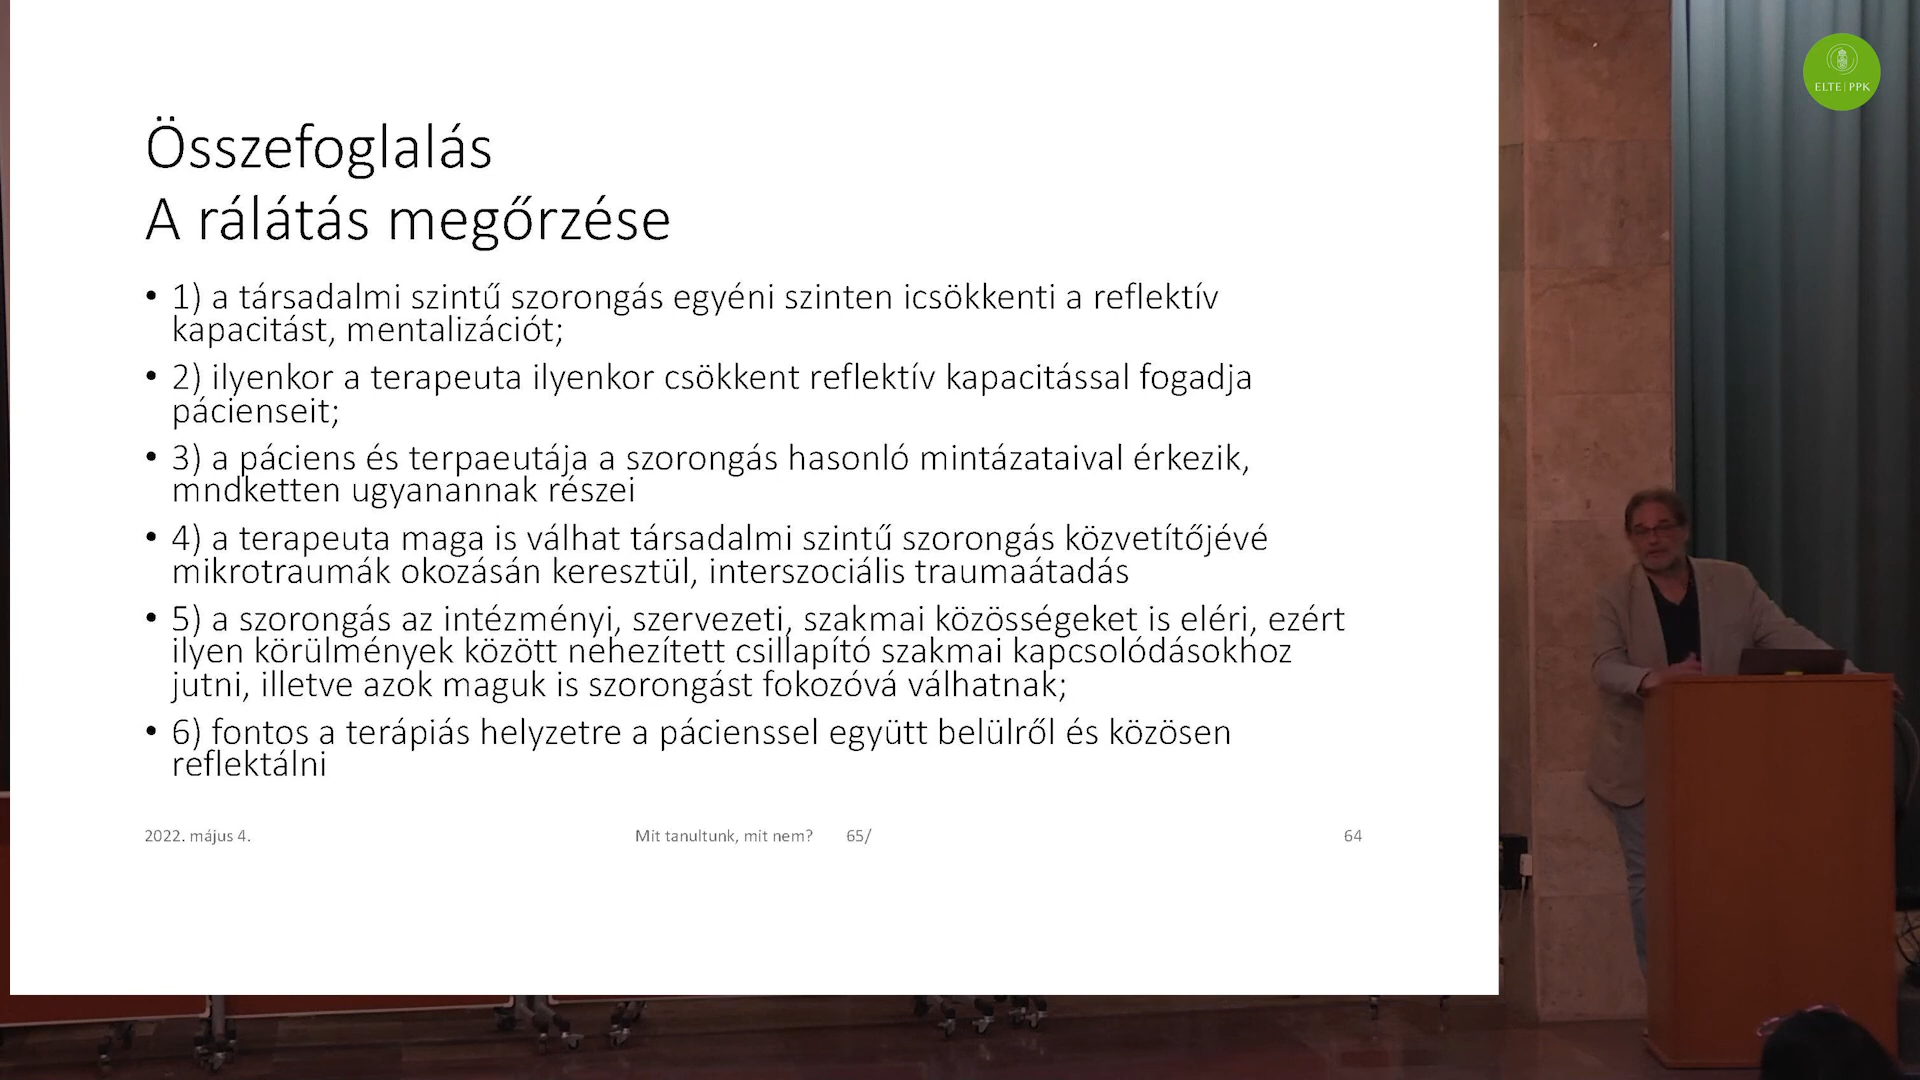 ELTE | PPK
Összefoglalás
A rálátás megőrzése
• 1) a társadalmi szintű szorongás egyéni szinten icsökkenti a reflektív
kapacitást, mentalizációt;
• 2) ilyenkor a terapeuta ilyenkor csökkent reflektív kapacitással fogadja
pácienseit;
• 3) a páciens és terpaeutája a szorongás hasonló mintázataival érkezik,
mndketten ugyanannak részei
• 4) a terapeuta maga is válhat társadalmi szintű szorongás közvetítőjévé
mikrotraumák okozásán keresztül, interszociális traumaátadás
• 5) a szorongás az intézményi, szervezeti, szakmai közösségeket is eléri, ezért
ilyen körülmények között nehezített csillapító szakmai kapcsolódásokhoz
jutni, illetve azok maguk is szorongást fokozóvá válhatnak;
• 6) fontos a terápiás helyzetre a pácienssel együtt belülről és közösen
reflektálni
2022. május 4. Mit tanultunk, mit nem? 65/ 64